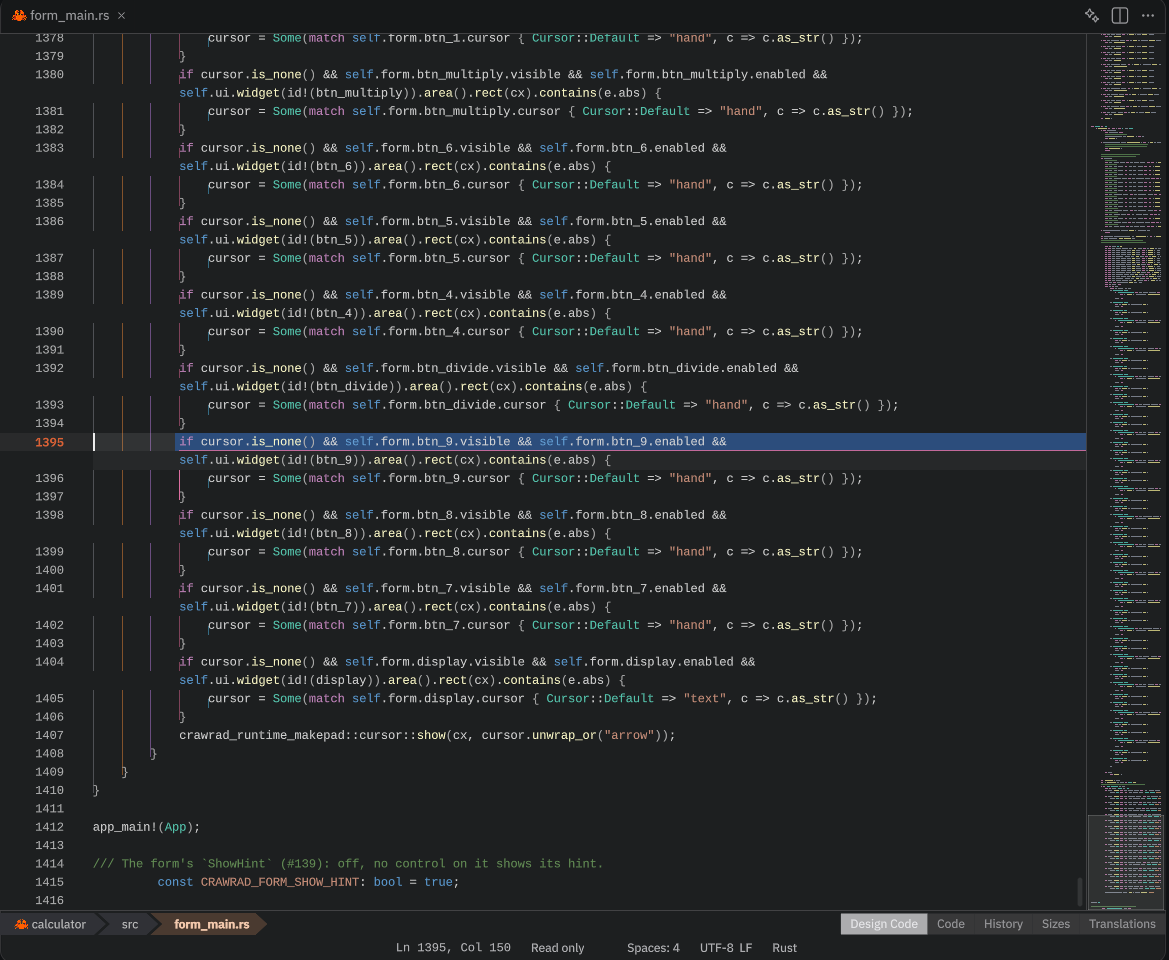 form_main.rs
1378 cursor = Some(match self.form.btn_1.cursor { Cursor::Default => "hand", c => c.as_str() });
1379 }
1380 if cursor.is_none() && self.form.btn_multiply.visible && self.form.btn_multiply.enabled &&
self.ui.widget(id!(btn_multiply)).area().rect(cx).contains(e.abs) {
1381 cursor = Some(match self.form.btn_multiply.cursor { Cursor::Default => "hand", c => c.as_str() });
1382 }
1383 if cursor.is_none() && self.form.btn_6.visible && self.form.btn_6.enabled &&
self.ui.widget(id!(btn_6)).area().rect(cx).contains(e.abs) {
1384 cursor = Some(match self.form.btn_6.cursor { Cursor::Default => "hand", c => c.as_str() });
1385 }
1386 if cursor.is_none() && self.form.btn_5.visible && self.form.btn_5.enabled &&
self.ui.widget(id!(btn_5)).area().rect(cx).contains(e.abs) {
1387 cursor = Some(match self.form.btn_5.cursor { Cursor::Default => "hand", c => c.as_str() });
1388 }
1389 if cursor.is_none() && self.form.btn_4.visible && self.form.btn_4.enabled &&
self.ui.widget(id!(btn_4)).area().rect(cx).contains(e.abs) {
1390 cursor = Some(match self.form.btn_4.cursor { Cursor::Default => "hand", c => c.as_str() });
1391 }
1392 if cursor.is_none() && self.form.btn_divide.visible && self.form.btn_divide.enabled &&
self.ui.widget(id!(btn_divide)).area().rect(cx).contains(e.abs) {
1393 cursor = Some(match self.form.btn_divide.cursor { Cursor::Default => "hand", c => c.as_str() });
1394 }
1395 if cursor.is_none() && self.form.btn_9.visible && self.form.btn_9.enabled &&
self.ui.widget(id!(btn_9)).area().rect(cx).contains(e.abs) {
1396 cursor = Some(match self.form.btn_9.cursor { Cursor::Default => "hand", c => c.as_str() });
1397 }
1398 if cursor.is_none() && self.form.btn_8.visible && self.form.btn_8.enabled &&
self.ui.widget(id!(btn_8)).area().rect(cx).contains(e.abs) {
1399 cursor = Some(match self.form.btn_8.cursor { Cursor::Default => "hand", c => c.as_str() });
1400 }
1401 if cursor.is_none() && self.form.btn_7.visible && self.form.btn_7.enabled &&
self.ui.widget(id!(btn_7)).area().rect(cx).contains(e.abs) {
1402 cursor = Some(match self.form.btn_7.cursor { Cursor::Default => "hand", c => c.as_str() });
1403 }
1404 if cursor.is_none() && self.form.display.visible && self.form.display.enabled &&
self.ui.widget(id!(display)).area().rect(cx).contains(e.abs) {
1405 cursor = Some(match self.form.display.cursor { Cursor::Default => "text", c => c.as_str() });
1406 }
1407 crawrad_runtime_makepad::cursor::show(cx, cursor.unwrap_or("arrow"));
1408 }
1409 }
1410 }
1411
1412 app_main!(App);
1413
1414 /// The form's `ShowHint` (#139): off, no control on it shows its hint.
1415 const CRAWRAD_FORM_SHOW_HINT: bool = true;
1416
calculator src form_main.rs Design Code Code History Sizes Translations
Ln 1395, Col 150 Read only Spaces: 4 UTF-8 LF Rust